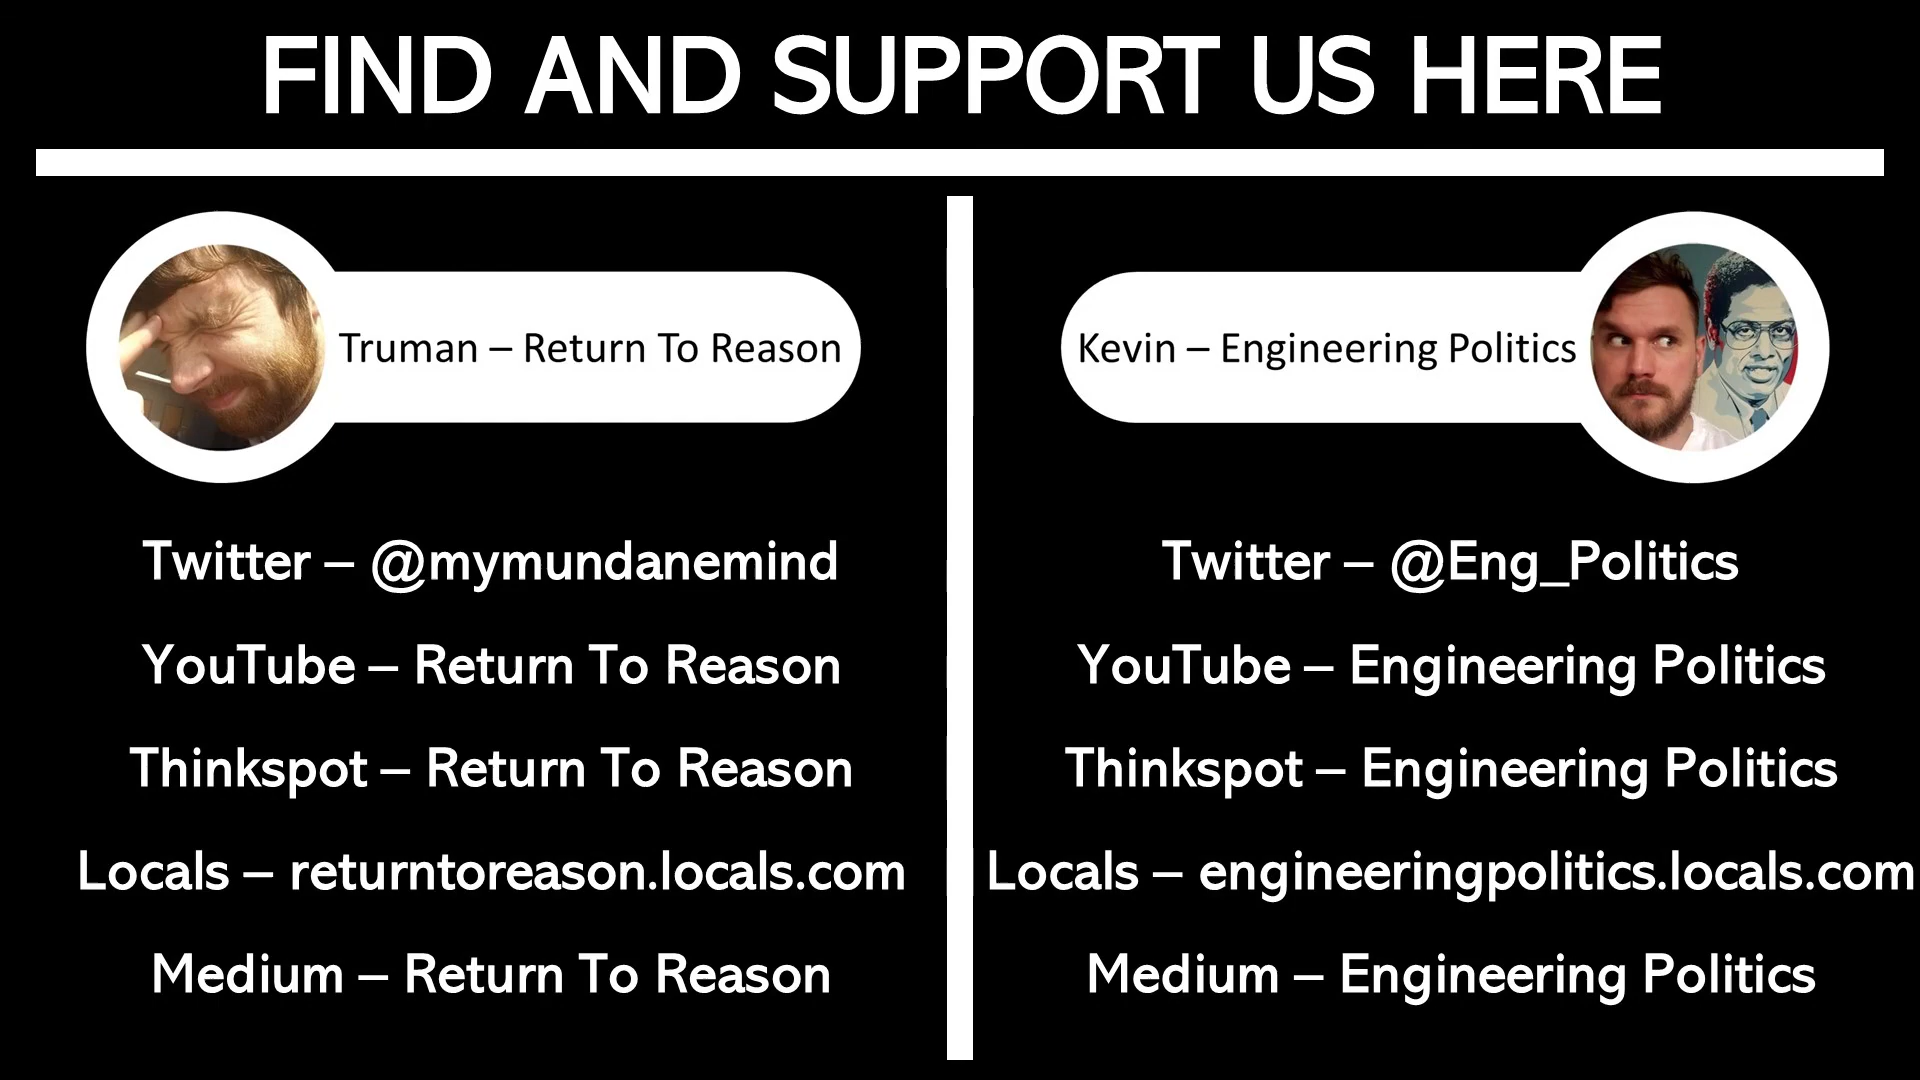 FIND AND SUPPORT US HERE
Truman – Return To Reason
Twitter – @mymundanemind
YouTube – Return To Reason
Thinkspot – Return To Reason
Locals – returntoreason.locals.com
Medium – Return To Reason
Kevin – Engineering Politics
Twitter – @Eng_Politics
YouTube – Engineering Politics
Thinkspot – Engineering Politics
Locals – engineeringpolitics.locals.com
Medium – Engineering Politics